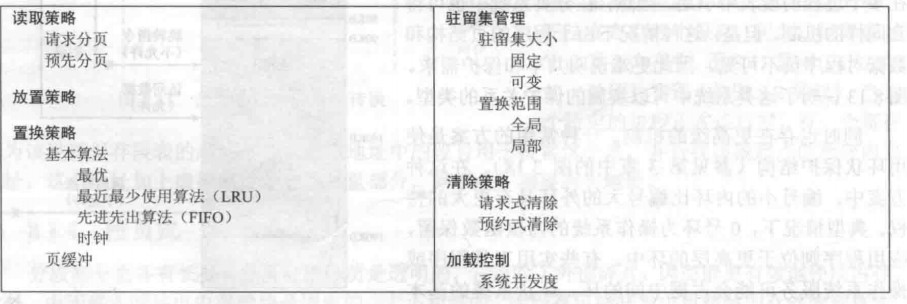 读取策略
请求分页
预先分页
放置策略
置换策略
基本算法
最优
最近最少使用算法（LRU）
先进先出算法（FIFO）
时钟
页缓冲
驻留集管理
驻留集大小
固定
可变
置换范围
全局
局部
清除策略
请求式清除
预约式清除
加载控制
系统并发度